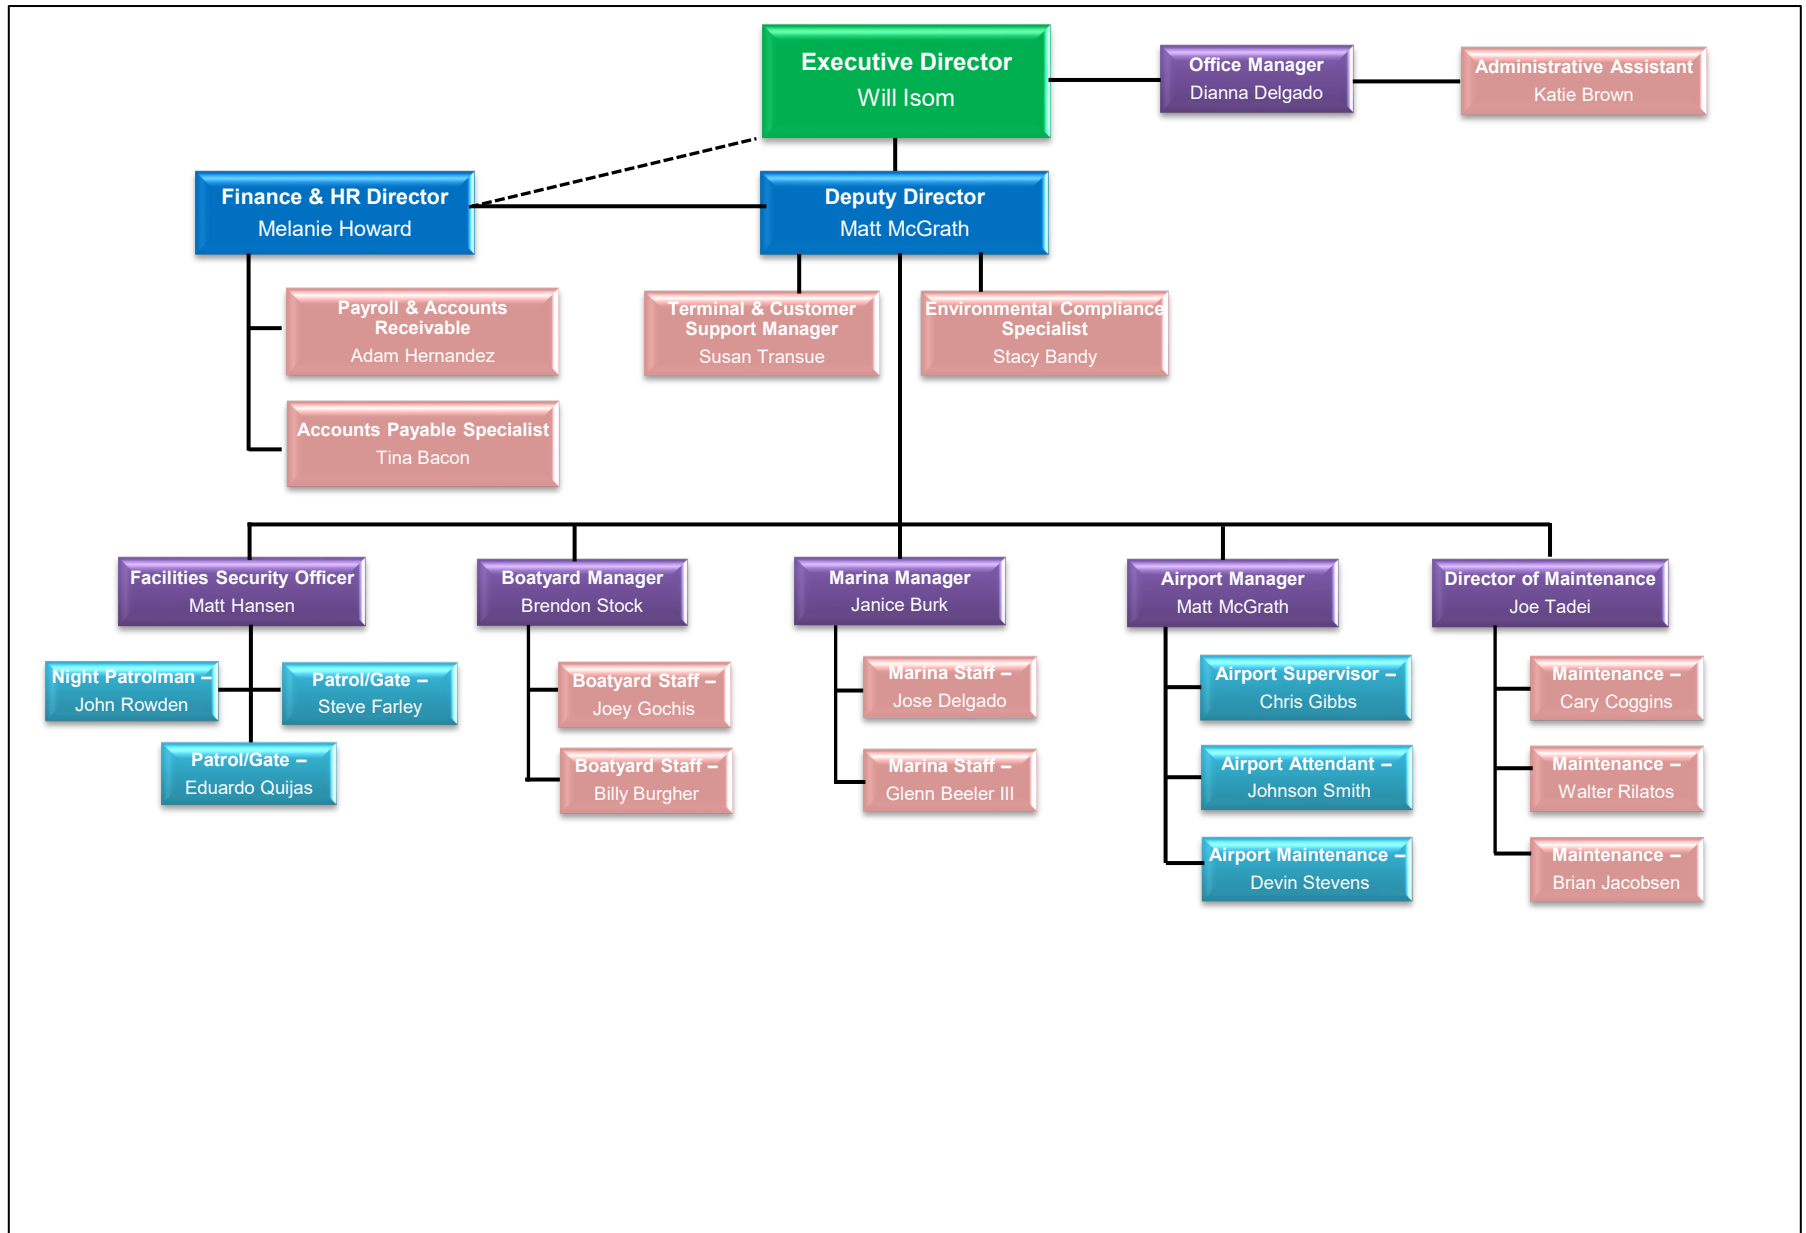 Executive Director
Will Isom
Office Manager
Dianna Delgado
Administrative Assistant
Katie Brown
Finance & HR Director
Melanie Howard
Deputy Director
Matt McGrath
Payroll & Accounts
Receivable
Adam Hernandez
Terminal & Customer
Support Manager
Susan Transue
Environmental Compliance
Specialist
Stacy Bandy
Accounts Payable Specialist
Tina Bacon
Facilities Security Officer
Matt Hansen
Boatyard Manager
Brendon Stock
Marina Manager
Janice Burk
Airport Manager
Matt McGrath
Director of Maintenance
Joe Tadei
Night Patrolman –
John Rowden
Patrol/Gate –
Steve Farley
Patrol/Gate –
Eduardo Quijas
Boatyard Staff –
Joey Gochis
Boatyard Staff –
Billy Burgher
Marina Staff –
Jose Delgado
Marina Staff –
Glenn Beeler III
Airport Supervisor –
Chris Gibbs
Airport Attendant –
Johnson Smith
Airport Maintenance –
Devin Stevens
Maintenance –
Cary Coggins
Maintenance –
Walter Rilatos
Maintenance –
Brian Jacobsen